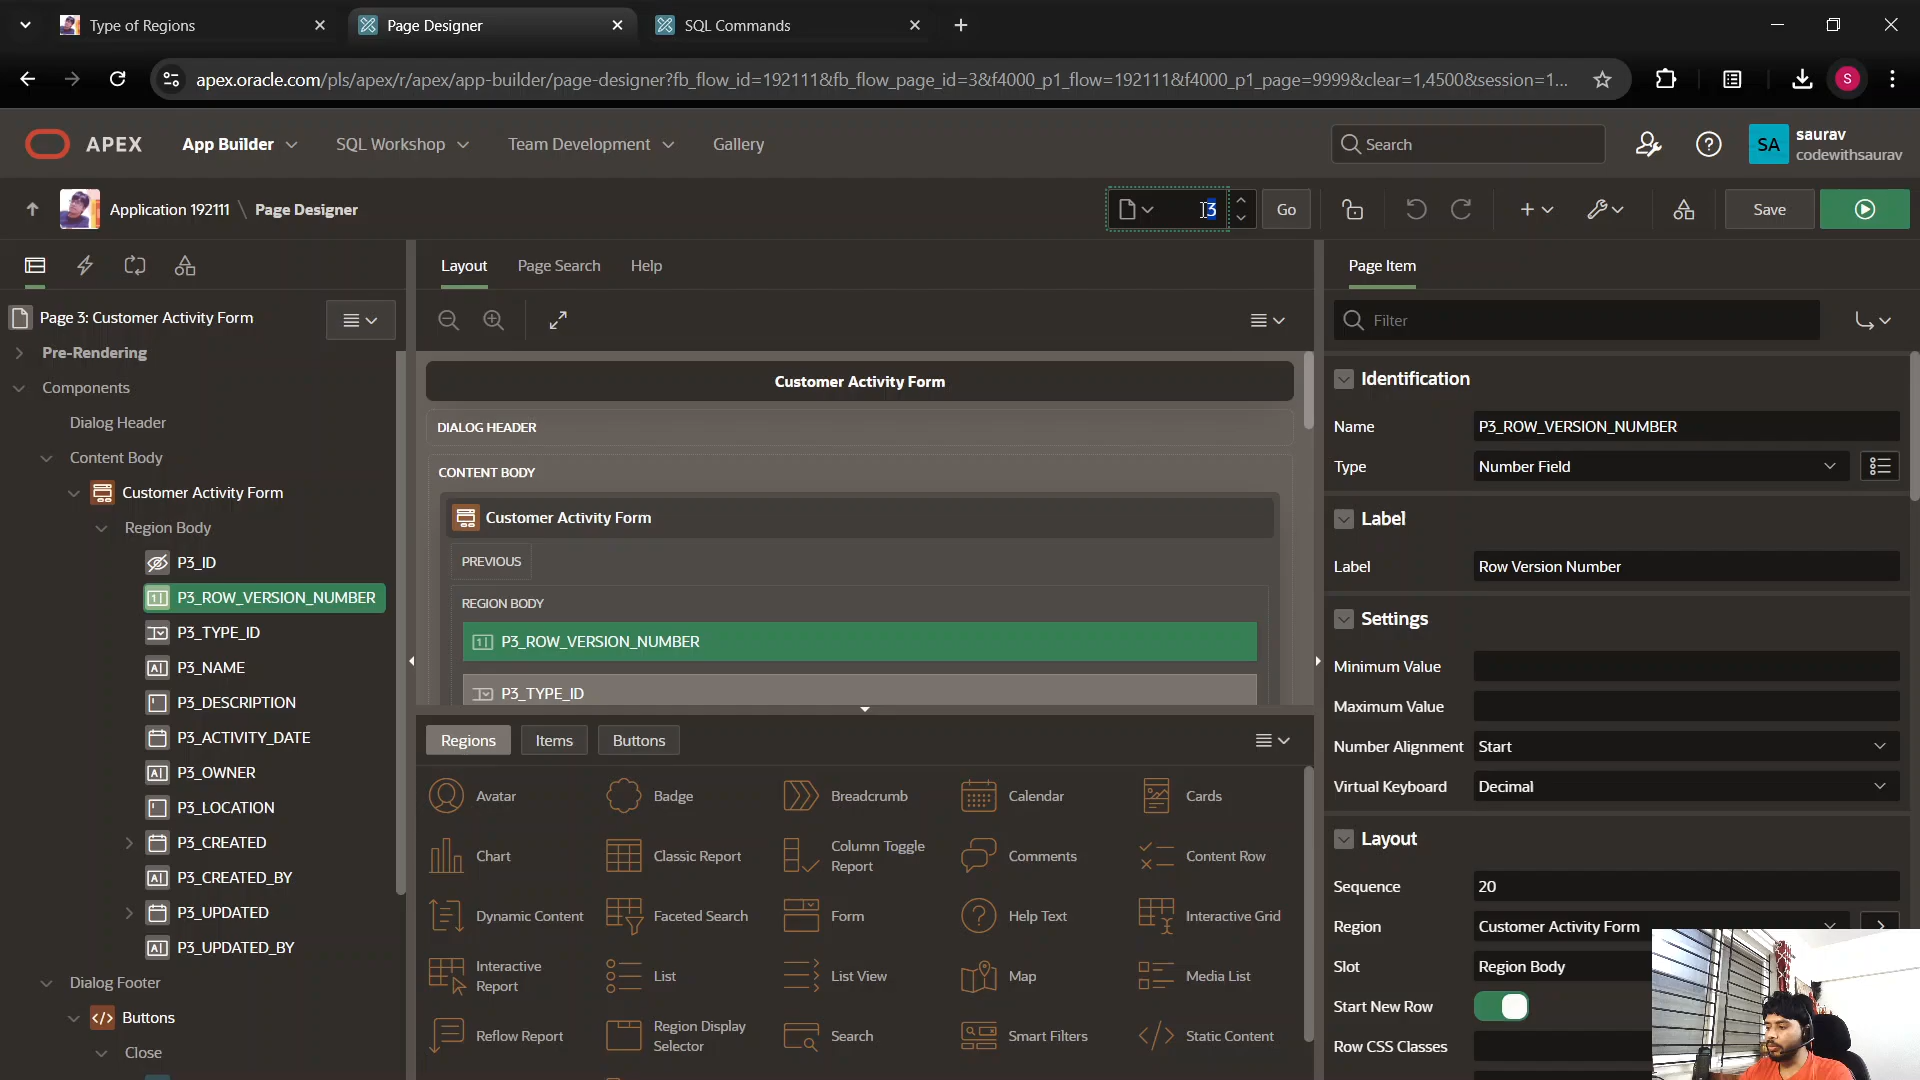 Type of Regions
Page Designer
SQL Commands
apex.oracle.com/pls/apex/r/apex/app-builder/page-designer?fb_flow_id=192111&fb_flow_page_id=3&f4000_p1_flow=192111&f4000_p1_page=9999&clear=1,4500&session=1...
S
APEX
App Builder
SQL Workshop
Team Development
Gallery
Search
SA
saurav
codewithsaurav
Application 192111 \ Page Designer
3
Go
Save
Layout
Page Search
Help
Page Item
Page 3: Customer Activity Form
Pre-Rendering
Components
Dialog Header
Content Body
Customer Activity Form
Region Body
P3_ID
P3_ROW_VERSION_NUMBER
P3_TYPE_ID
P3_NAME
P3_DESCRIPTION
P3_ACTIVITY_DATE
P3_OWNER
P3_LOCATION
P3_CREATED
P3_CREATED_BY
P3_UPDATED
P3_UPDATED_BY
Dialog Footer
Buttons
Close
Customer Activity Form
DIALOG HEADER
CONTENT BODY
Customer Activity Form
PREVIOUS
REGION BODY
P3_ROW_VERSION_NUMBER
P3_TYPE_ID
Regions
Items
Buttons
Avatar
Badge
Breadcrumb
Calendar
Cards
Chart
Classic Report
Column Toggle
Report
Comments
Content Row
Dynamic Content
Faceted Search
Form
Help Text
Interactive Grid
Interactive
Report
List
List View
Map
Media List
Reflow Report
Region Display
Selector
Search
Smart Filters
Static Content
Filter
Identification
Name
P3_ROW_VERSION_NUMBER
Type
Number Field
Label
Label
Row Version Number
Settings
Minimum Value
Maximum Value
Number Alignment
Start
Virtual Keyboard
Decimal
Layout
Sequence
20
Region
Customer Activity Form
Slot
Region Body
Start New Row
Row CSS Classes